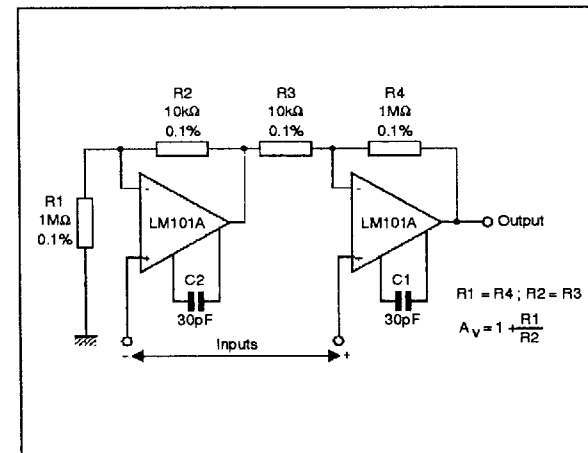 R2
10kΩ
0.1%
R3
10kΩ
0.1%
R4
1MΩ
0.1%
R1
1MΩ
0.1%
-
LM101A
+
C2
30pF
-
LM101A
+
C1
30pF
Output
- Inputs +
R1 = R4 ; R2 = R3
A_V = 1 + R1/R2